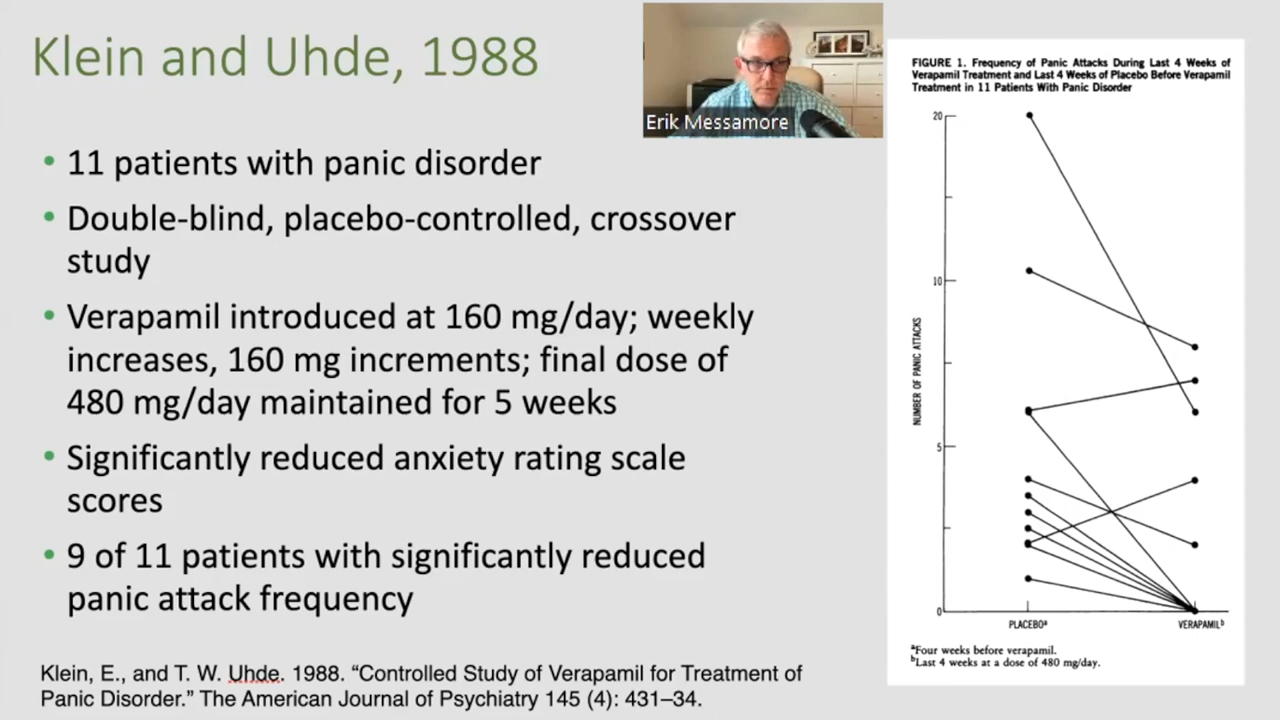 Klein and Uhde, 1988
Erik Messamore
• 11 patients with panic disorder
• Double-blind, placebo-controlled, crossover
study
• Verapamil introduced at 160 mg/day; weekly
increases, 160 mg increments; final dose of
480 mg/day maintained for 5 weeks
• Significantly reduced anxiety rating scale
scores
• 9 of 11 patients with significantly reduced
panic attack frequency
Klein, E., and T. W. Uhde. 1988. “Controlled Study of Verapamil for Treatment of
Panic Disorder.” The American Journal of Psychiatry 145 (4): 431–34.
FIGURE 1. Frequency of Panic Attacks During Last 4 Weeks of
Verapamil Treatment and Last 4 Weeks of Placebo Before Verapamil
Treatment in 11 Patients With Panic Disorder
20
10
5
0
NUMBER OF PANIC ATTACKS
PLACEBOᵃ VERAPAMILᵇ
ᵃFour weeks before verapamil.
ᵇLast 4 weeks at a dose of 480 mg/day.